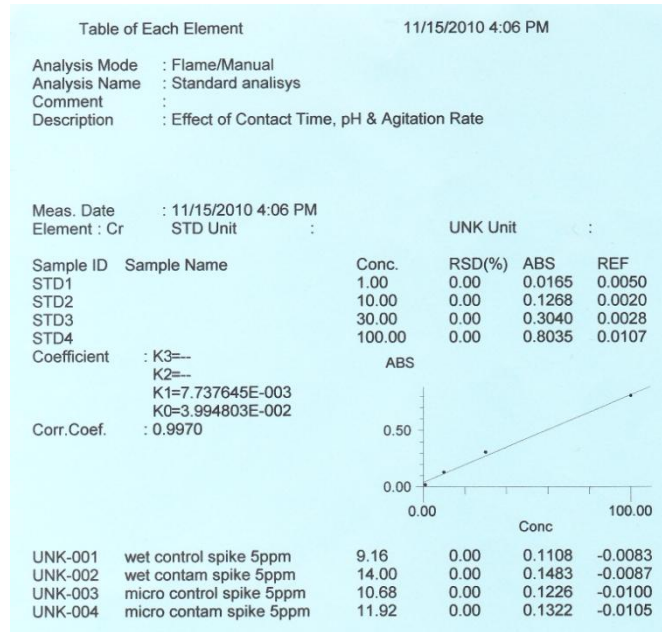 Table of Each Element 11/15/2010 4:06 PM
Analysis Mode : Flame/Manual
Analysis Name : Standard analisys
Comment :
Description : Effect of Contact Time, pH & Agitation Rate
Meas. Date : 11/15/2010 4:06 PM
Element : Cr STD Unit : UNK Unit :
Sample ID Sample Name Conc. RSD(%) ABS REF
STD1 1.00 0.00 0.0165 0.0050
STD2 10.00 0.00 0.1268 0.0020
STD3 30.00 0.00 0.3040 0.0028
STD4 100.00 0.00 0.8035 0.0107
Coefficient : K3=--
K2=--
K1=7.737645E-003
K0=3.994803E-002
Corr.Coef. : 0.9970
ABS
0.50
0.00
0.00 100.00
Conc
UNK-001 wet control spike 5ppm 9.16 0.00 0.1108 -0.0083
UNK-002 wet contam spike 5ppm 14.00 0.00 0.1483 -0.0087
UNK-003 micro control spike 5ppm 10.68 0.00 0.1226 -0.0100
UNK-004 micro contam spike 5ppm 11.92 0.00 0.1322 -0.0105